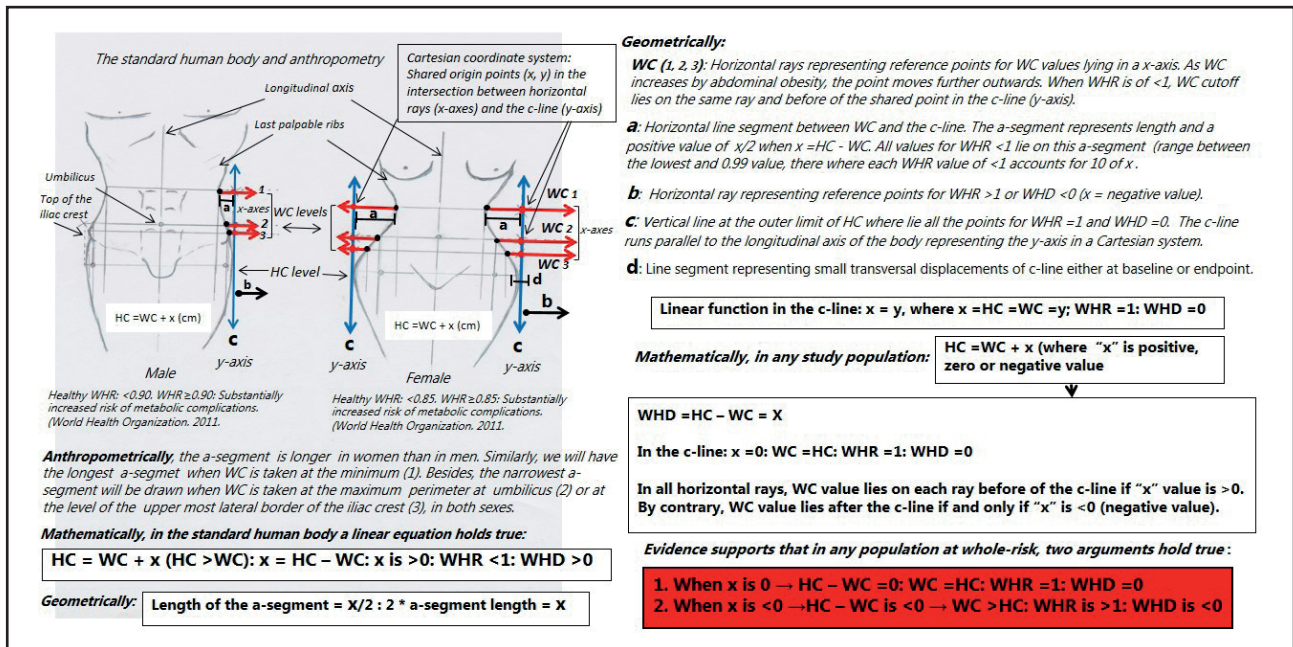 The standard human body and anthropometry
Cartesian coordinate system:
Shared origin points (x, y) in the
intersection between horizontal
rays (x-axes) and the c-line (y-axis)
Longitudinal axis
Last palpable ribs
Umbilicus
Top of the
iliac crest
1
a
x-axes
2
3
WC levels
HC level
b
HC =WC + x (cm)
c
y-axis
Male
a
a
WC 1
WC 2
x-axes
WC 3
d
b
HC =WC + x (cm)
c
y-axis
c
y-axis
Female
Healthy WHR: <0.90. WHR≥0.90: Substantially
increased risk of metabolic complications.
(World Health Organization. 2011.
Healthy WHR: <0.85. WHR≥0.85: Substantially
increased risk of metabolic complications.
(World Health Organization. 2011.
Anthropometrically, the a-segment is longer in women than in men. Similarly, we will have
the longest a-segmet when WC is taken at the minimum (1). Besides, the narrowest a-
segment will be drawn when WC is taken at the maximum perimeter at umbilicus (2) or at
the level of the upper most lateral border of the iliac crest (3), in both sexes.
Mathematically, in the standard human body a linear equation holds true:
HC = WC + x (HC >WC): x = HC – WC: x is >0: WHR <1: WHD >0
Geometrically:
Length of the a-segment = X/2 : 2 * a-segment length = X
Geometrically:
WC (1, 2, 3): Horizontal rays representing reference points for WC values lying in a x-axis. As WC
increases by abdominal obesity, the point moves further outwards. When WHR is of <1, WC cutoff
lies on the same ray and before of the shared point in the c-line (y-axis).
a: Horizontal line segment between WC and the c-line. The a-segment represents length and a
positive value of x/2 when x =HC - WC. All values for WHR <1 lie on this a-segment (range between
the lowest and 0.99 value, there where each WHR value of <1 accounts for 10 of x .
b: Horizontal ray representing reference points for WHR >1 or WHD <0 (x = negative value).
c: Vertical line at the outer limit of HC where lie all the points for WHR =1 and WHD =0. The c-line
runs parallel to the longitudinal axis of the body representing the y-axis in a Cartesian system.
d: Line segment representing small transversal displacements of c-line either at baseline or endpoint.
Linear function in the c-line: x = y, where x =HC =WC =y; WHR =1: WHD =0
Mathematically, in any study population:
HC =WC + x (where “x” is positive,
zero or negative value
WHD =HC – WC = X
In the c-line: x =0: WC =HC: WHR =1: WHD =0
In all horizontal rays, WC value lies on each ray before of the c-line if “x” value is >0.
By contrary, WC value lies after the c-line if and only if “x” is <0 (negative value).
Evidence supports that in any population at whole-risk, two arguments hold true :
1. When x is 0 → HC – WC =0: WC =HC: WHR =1: WHD =0
2. When x is <0 →HC – WC is <0 → WC >HC: WHR is >1: WHD is <0